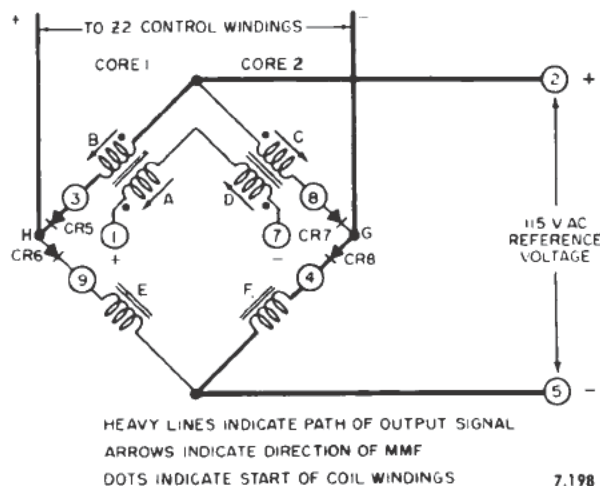 + -
TO Z2 CONTROL WINDINGS
CORE 1 CORE 2
2 +
B C
3 A D 8
H CR5 1 7 CR7 G
+ -
CR6 CR8
9 4
E F
115 V AC
REFERENCE
VOLTAGE
5 -
HEAVY LINES INDICATE PATH OF OUTPUT SIGNAL
ARROWS INDICATE DIRECTION OF MMF
DOTS INDICATE START OF COIL WINDINGS 7.198